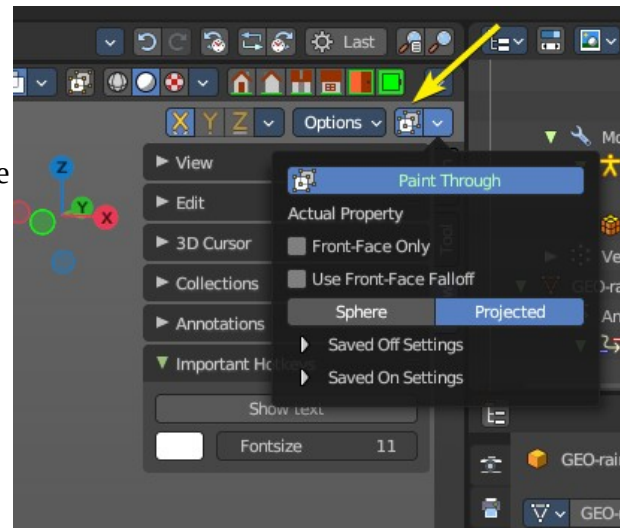 Last
X Y Z Options
e
Z
Y
X
View
Edit
3D Cursor
Collections
Annotations
Important Ho
Show text
Fontsize 11
Paint Through
Actual Property
Front-Face Only
Use Front-Face Falloff
Sphere Projected
Saved Off Settings
Saved On Settings
Tool
Mo
Ve
GEO-ra
An
GEO-rai
GEO-